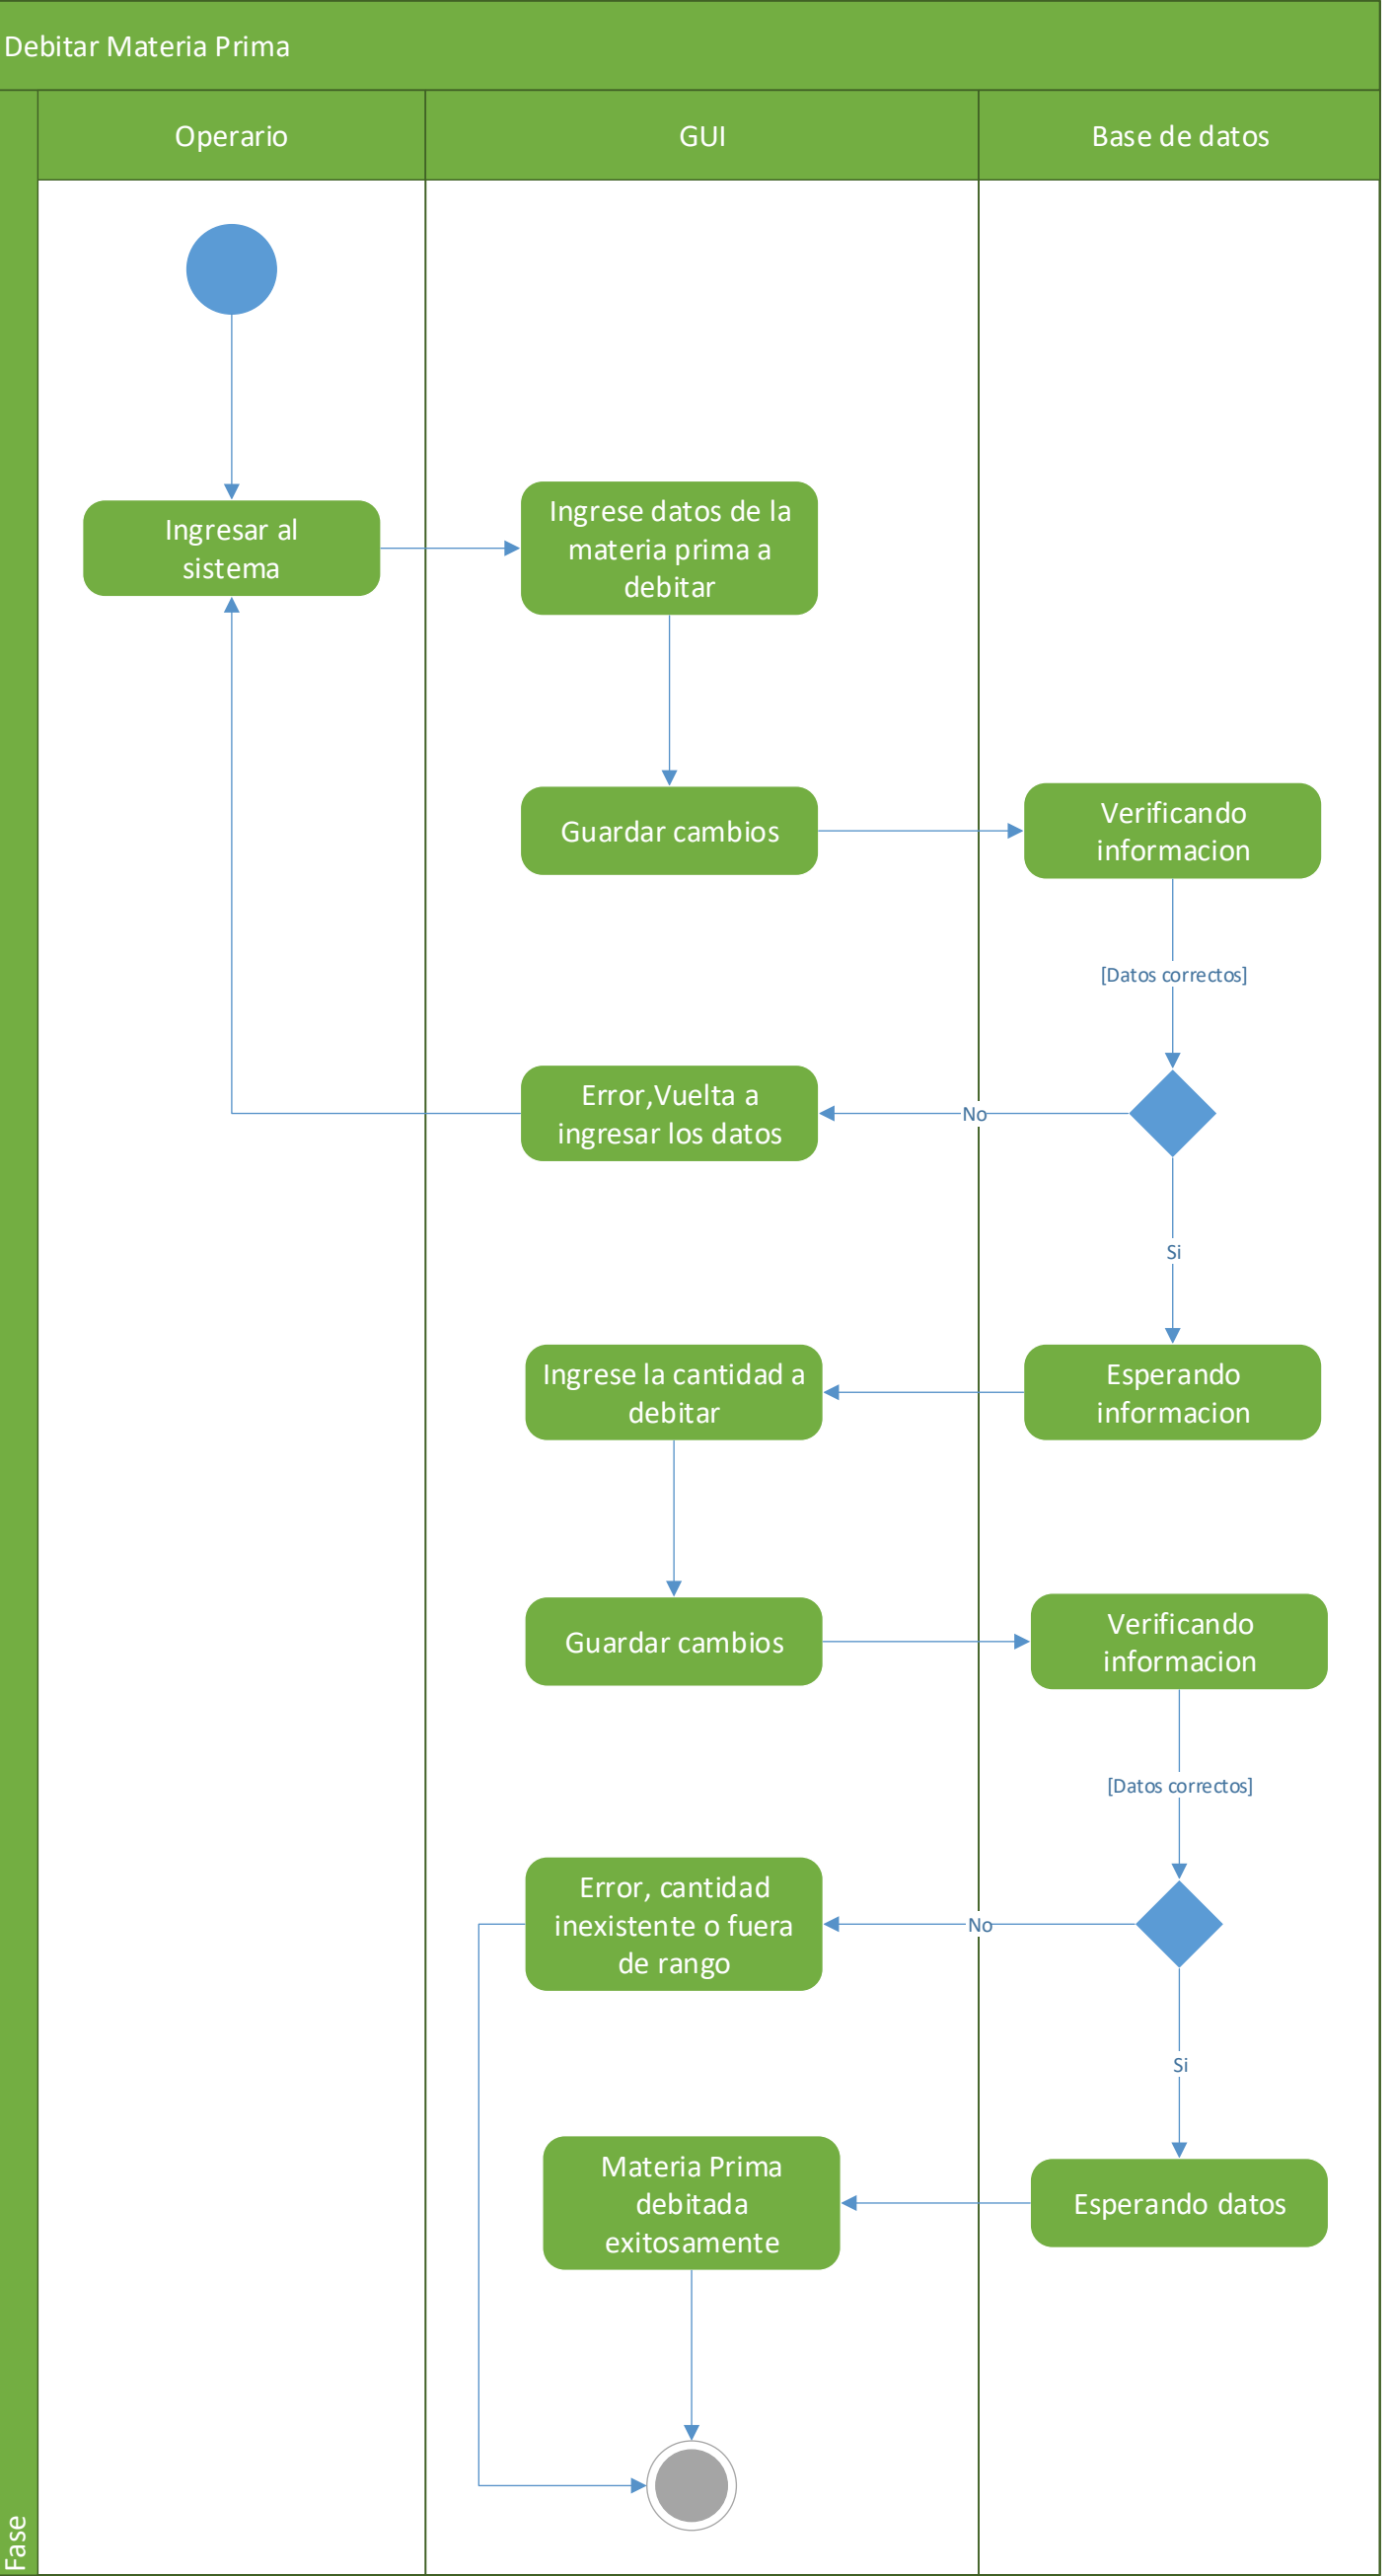 Debitar Materia Prima
Operario
GUI
Base de datos
Ingresar al
sistema
Ingrese datos de la
materia prima a
debitar
Guardar cambios
Verificando
informacion
[Datos correctos]
Error,Vuelta a
ingresar los datos
No
Si
Ingrese la cantidad a
debitar
Esperando
informacion
Guardar cambios
Verificando
informacion
[Datos correctos]
Error, cantidad
inexistente o fuera
de rango
No
Si
Materia Prima
debitada
exitosamente
Esperando datos
Fase